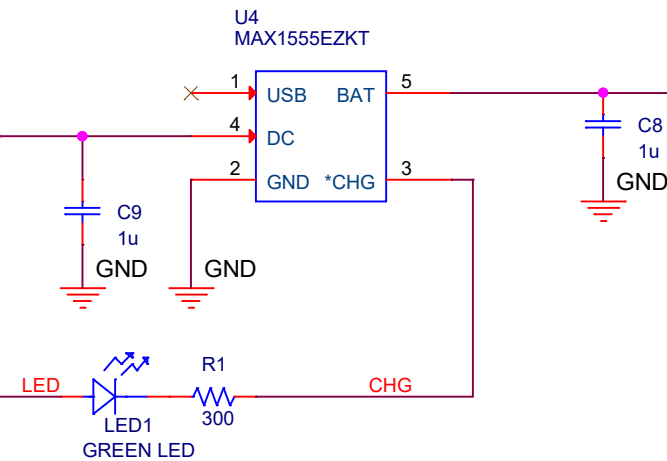 U4
MAX1555EZKT
1
USB
BAT
5
4
DC
2
GND
*CHG
3
C8
1u
GND
C9
1u
GND
GND
LED
LED1
GREEN LED
R1
300
CHG